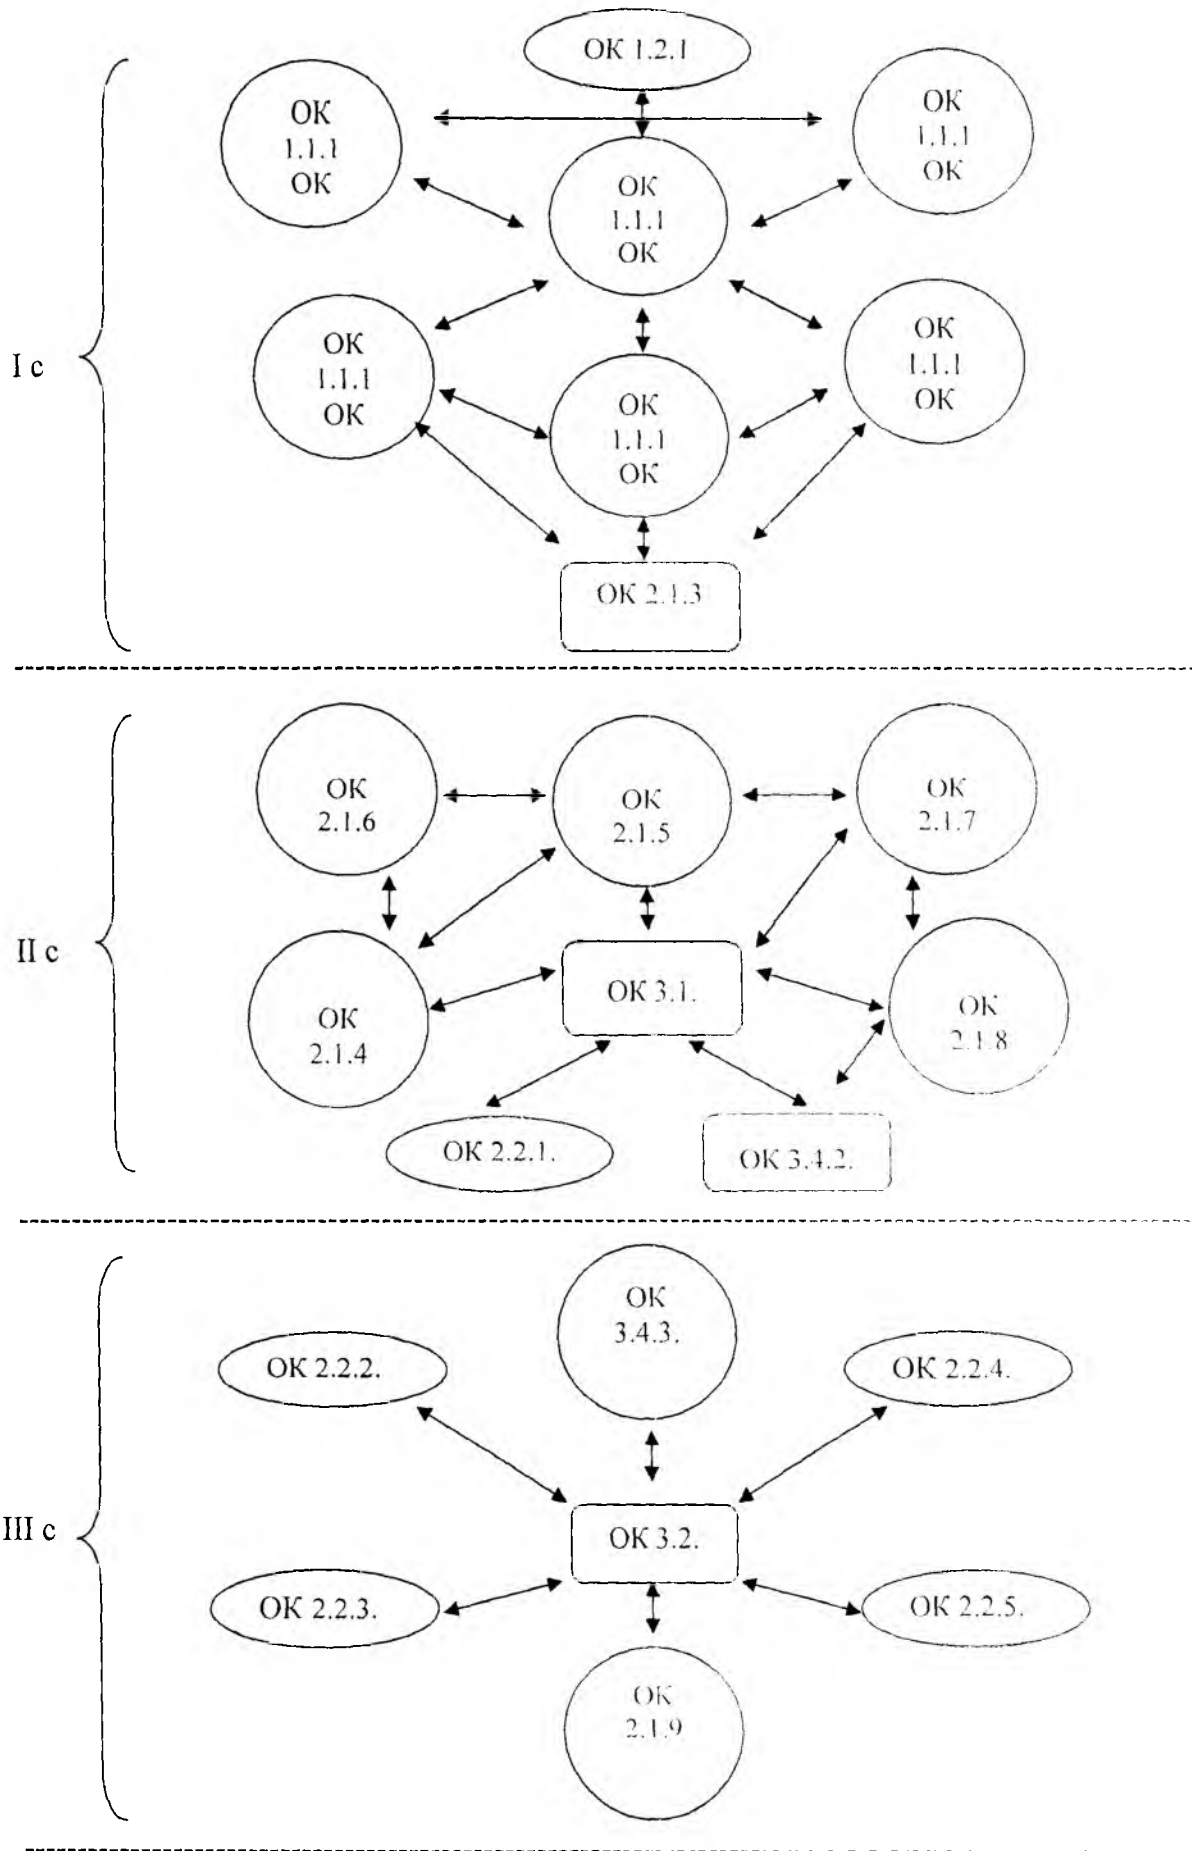 ОК 1.2.1
ОК
1.1.1
ОК
ОК
1.1.1
ОК
ОК
1.1.1
ОК
I с
ОК
1.1.1
ОК
ОК
1.1.1
ОК
ОК
1.1.1
ОК
ОК 2.1.3
II с
ОК
2.1.6
ОК
2.1.5
ОК
2.1.7
ОК
2.1.4
ОК 3.1.
ОК
2.1.8
ОК 2.2.1.
ОК 3.4.2.
III с
ОК
3.4.3.
ОК 2.2.2.
ОК 2.2.4.
ОК 3.2.
ОК 2.2.3.
ОК 2.2.5.
ОК
2.1.9